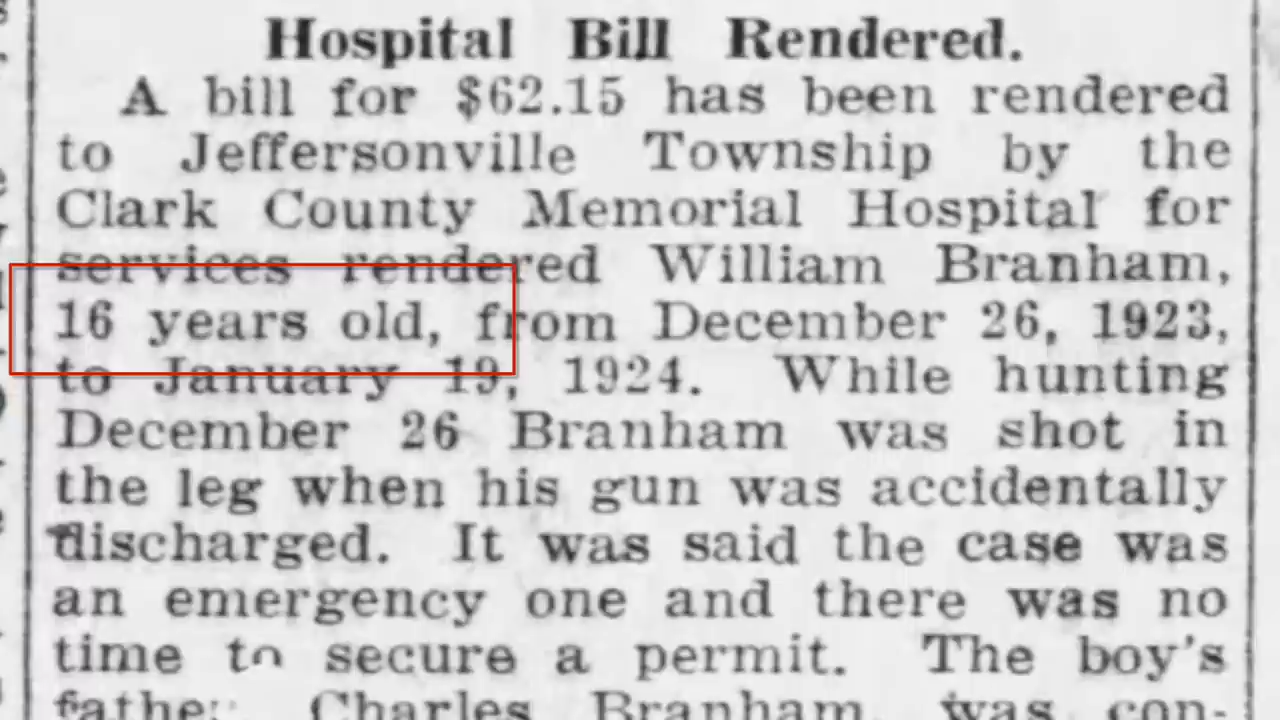 Hospital Bill Rendered.
A bill for $62.15 has been rendered
to Jeffersonville Township by the
Clark County Memorial Hospital for
services rendered William Branham,
16 years old, from December 26, 1923,
to January 19, 1924. While hunting
December 26 Branham was shot in
the leg when his gun was accidentally
discharged. It was said the case was
an emergency one and there was no
time to secure a permit. The boy's
father, Charles Branham, was con-